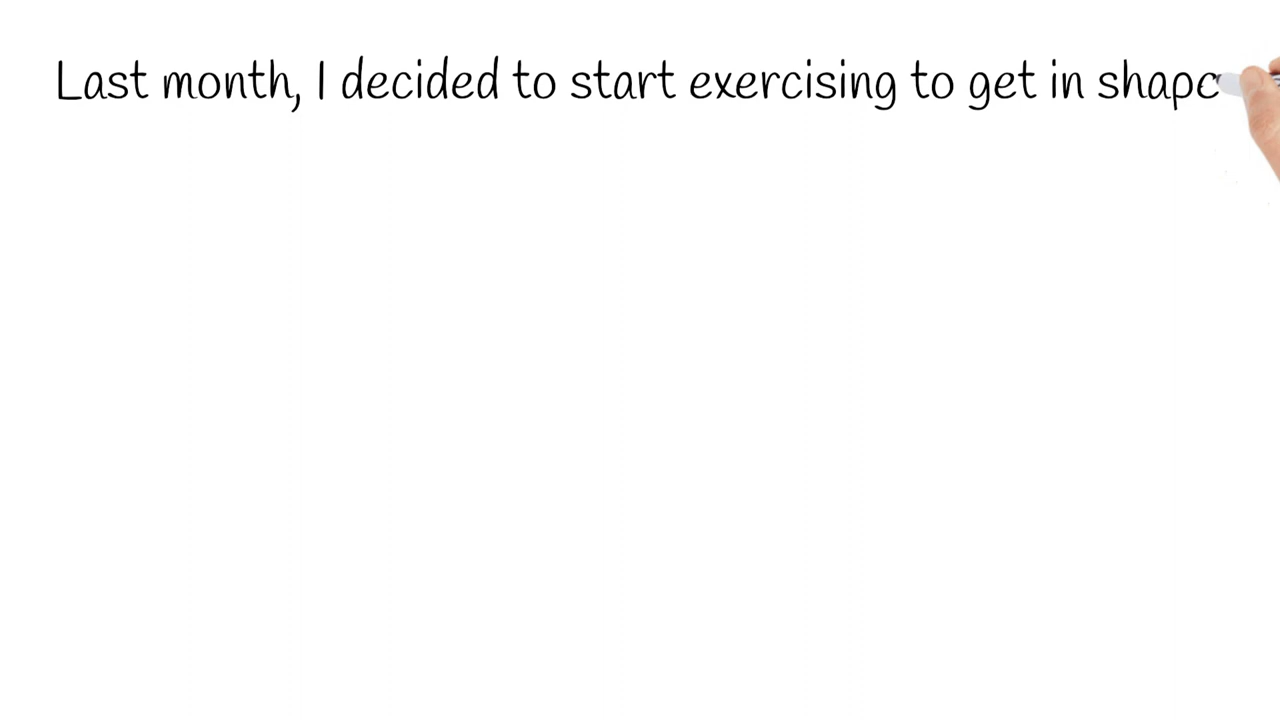 Last month, I decided to start exercising to get in shape